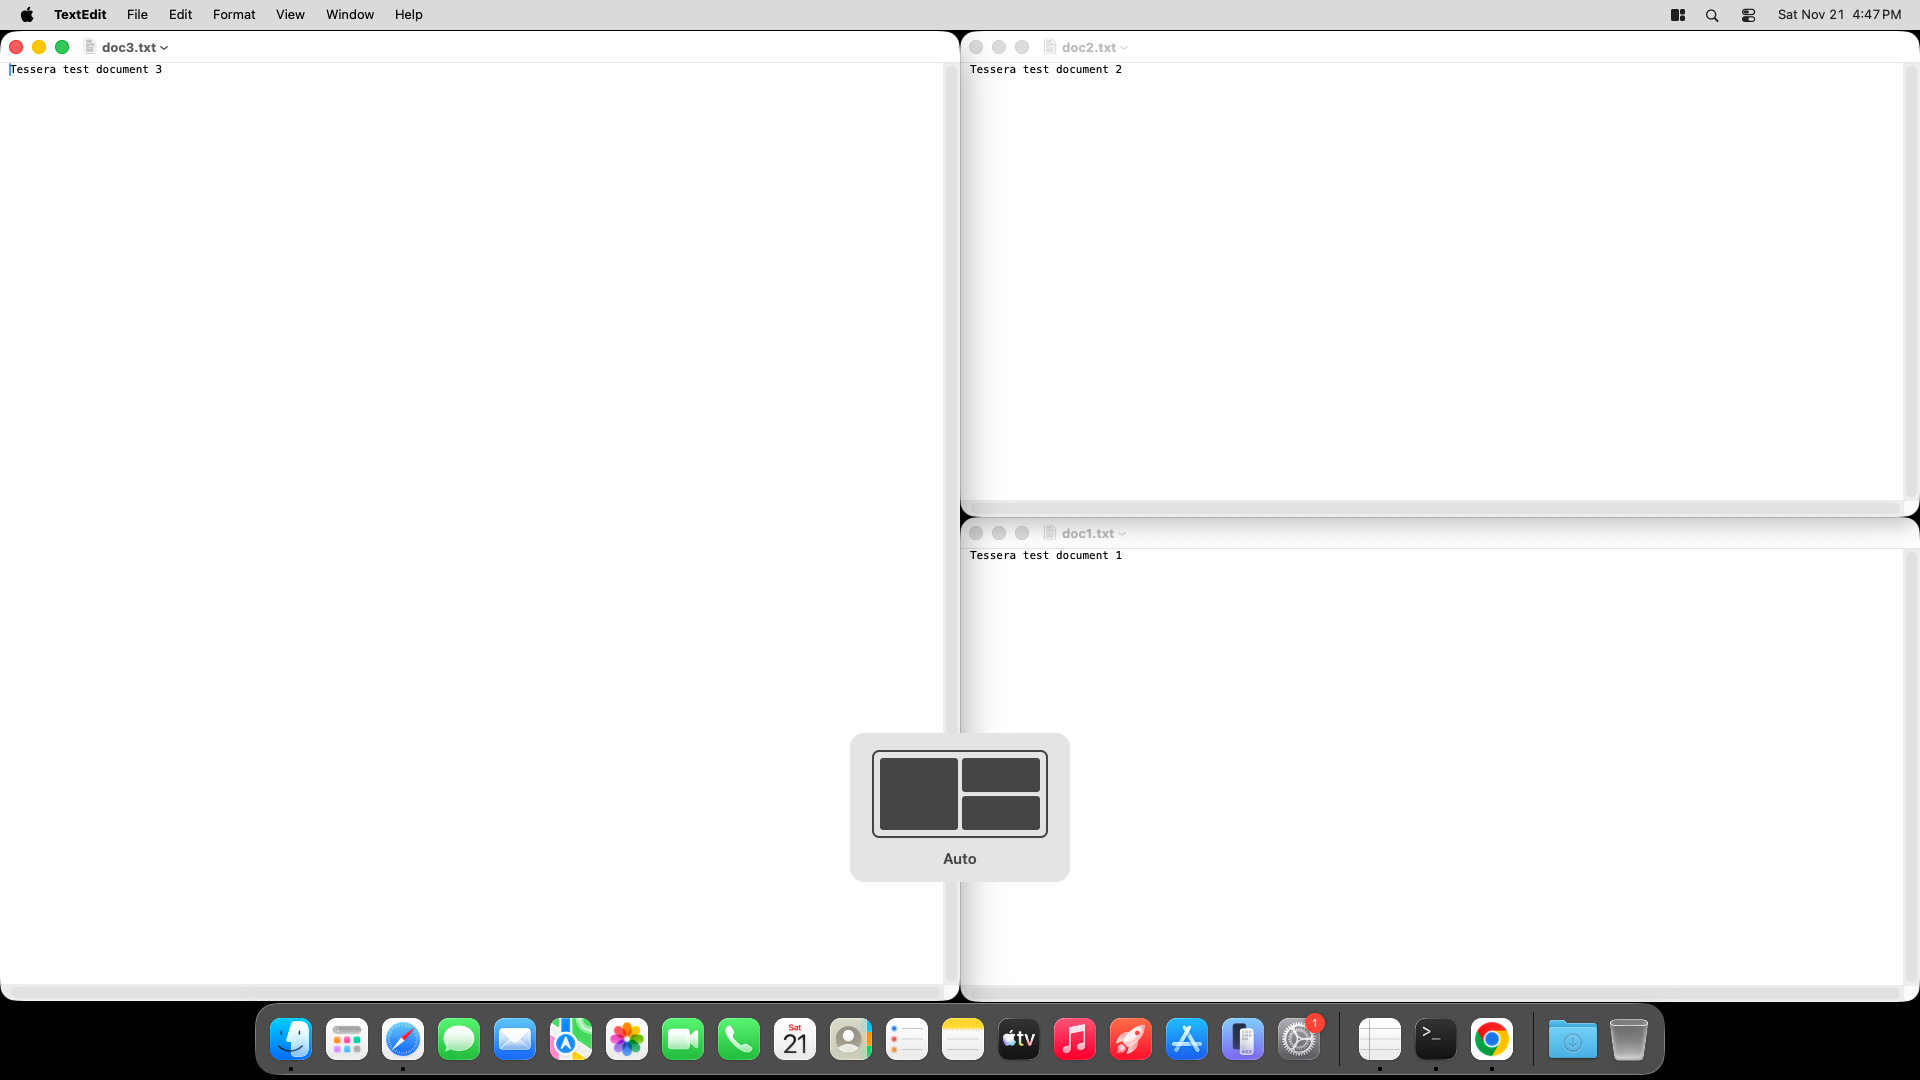 TextEdit File Edit Format View Window Help
Sat Nov 21 4:47 PM
doc3.txt
Tessera test document 3
doc2.txt
Tessera test document 2
doc1.txt
Tessera test document 1
Auto
Sat
21
tv
1
>_